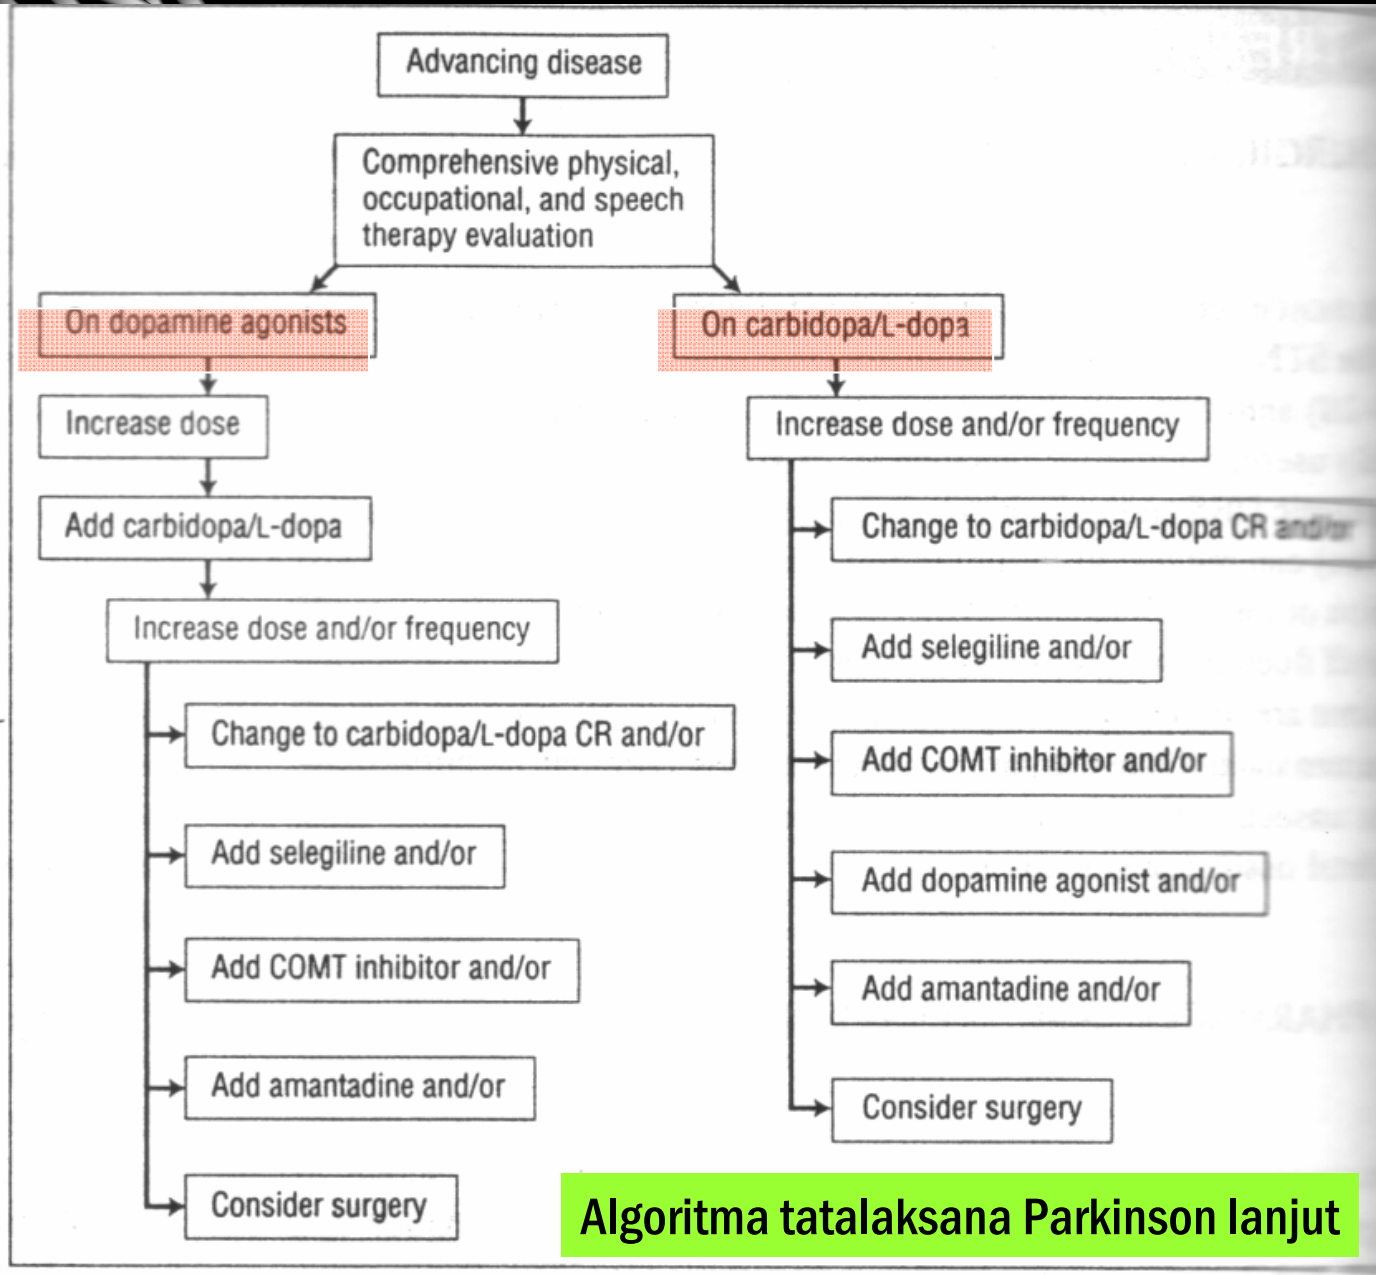 Advancing disease
Comprehensive physical,
occupational, and speech
therapy evaluation
On dopamine agonists
Increase dose
Add carbidopa/L-dopa
Increase dose and/or frequency
Change to carbidopa/L-dopa CR and/or
Add selegiline and/or
Add COMT inhibitor and/or
Add amantadine and/or
Consider surgery
On carbidopa/L-dopa
Increase dose and/or frequency
Change to carbidopa/L-dopa CR and/or
Add selegiline and/or
Add COMT inhibitor and/or
Add dopamine agonist and/or
Add amantadine and/or
Consider surgery
Algoritma tatalaksana Parkinson lanjut